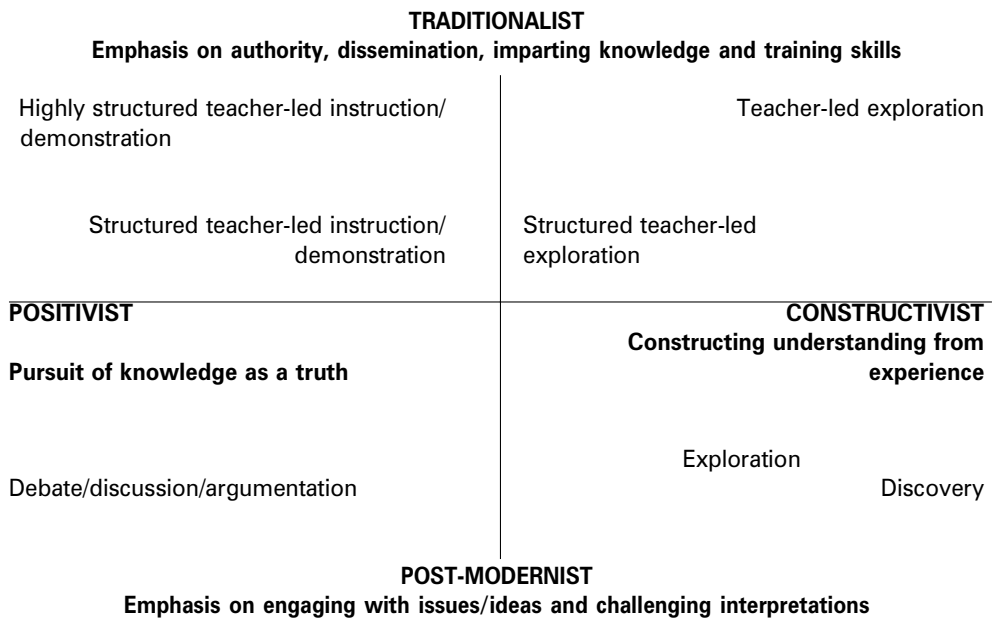 TRADITIONALIST
Emphasis on authority, dissemination, imparting knowledge and training skills
Highly structured teacher-led instruction/
demonstration
Teacher-led exploration
Structured teacher-led instruction/
demonstration
Structured teacher-led
exploration
POSITIVIST
Pursuit of knowledge as a truth
CONSTRUCTIVIST
Constructing understanding from
experience
Debate/discussion/argumentation
Exploration
Discovery
POST-MODERNIST
Emphasis on engaging with issues/ideas and challenging interpretations